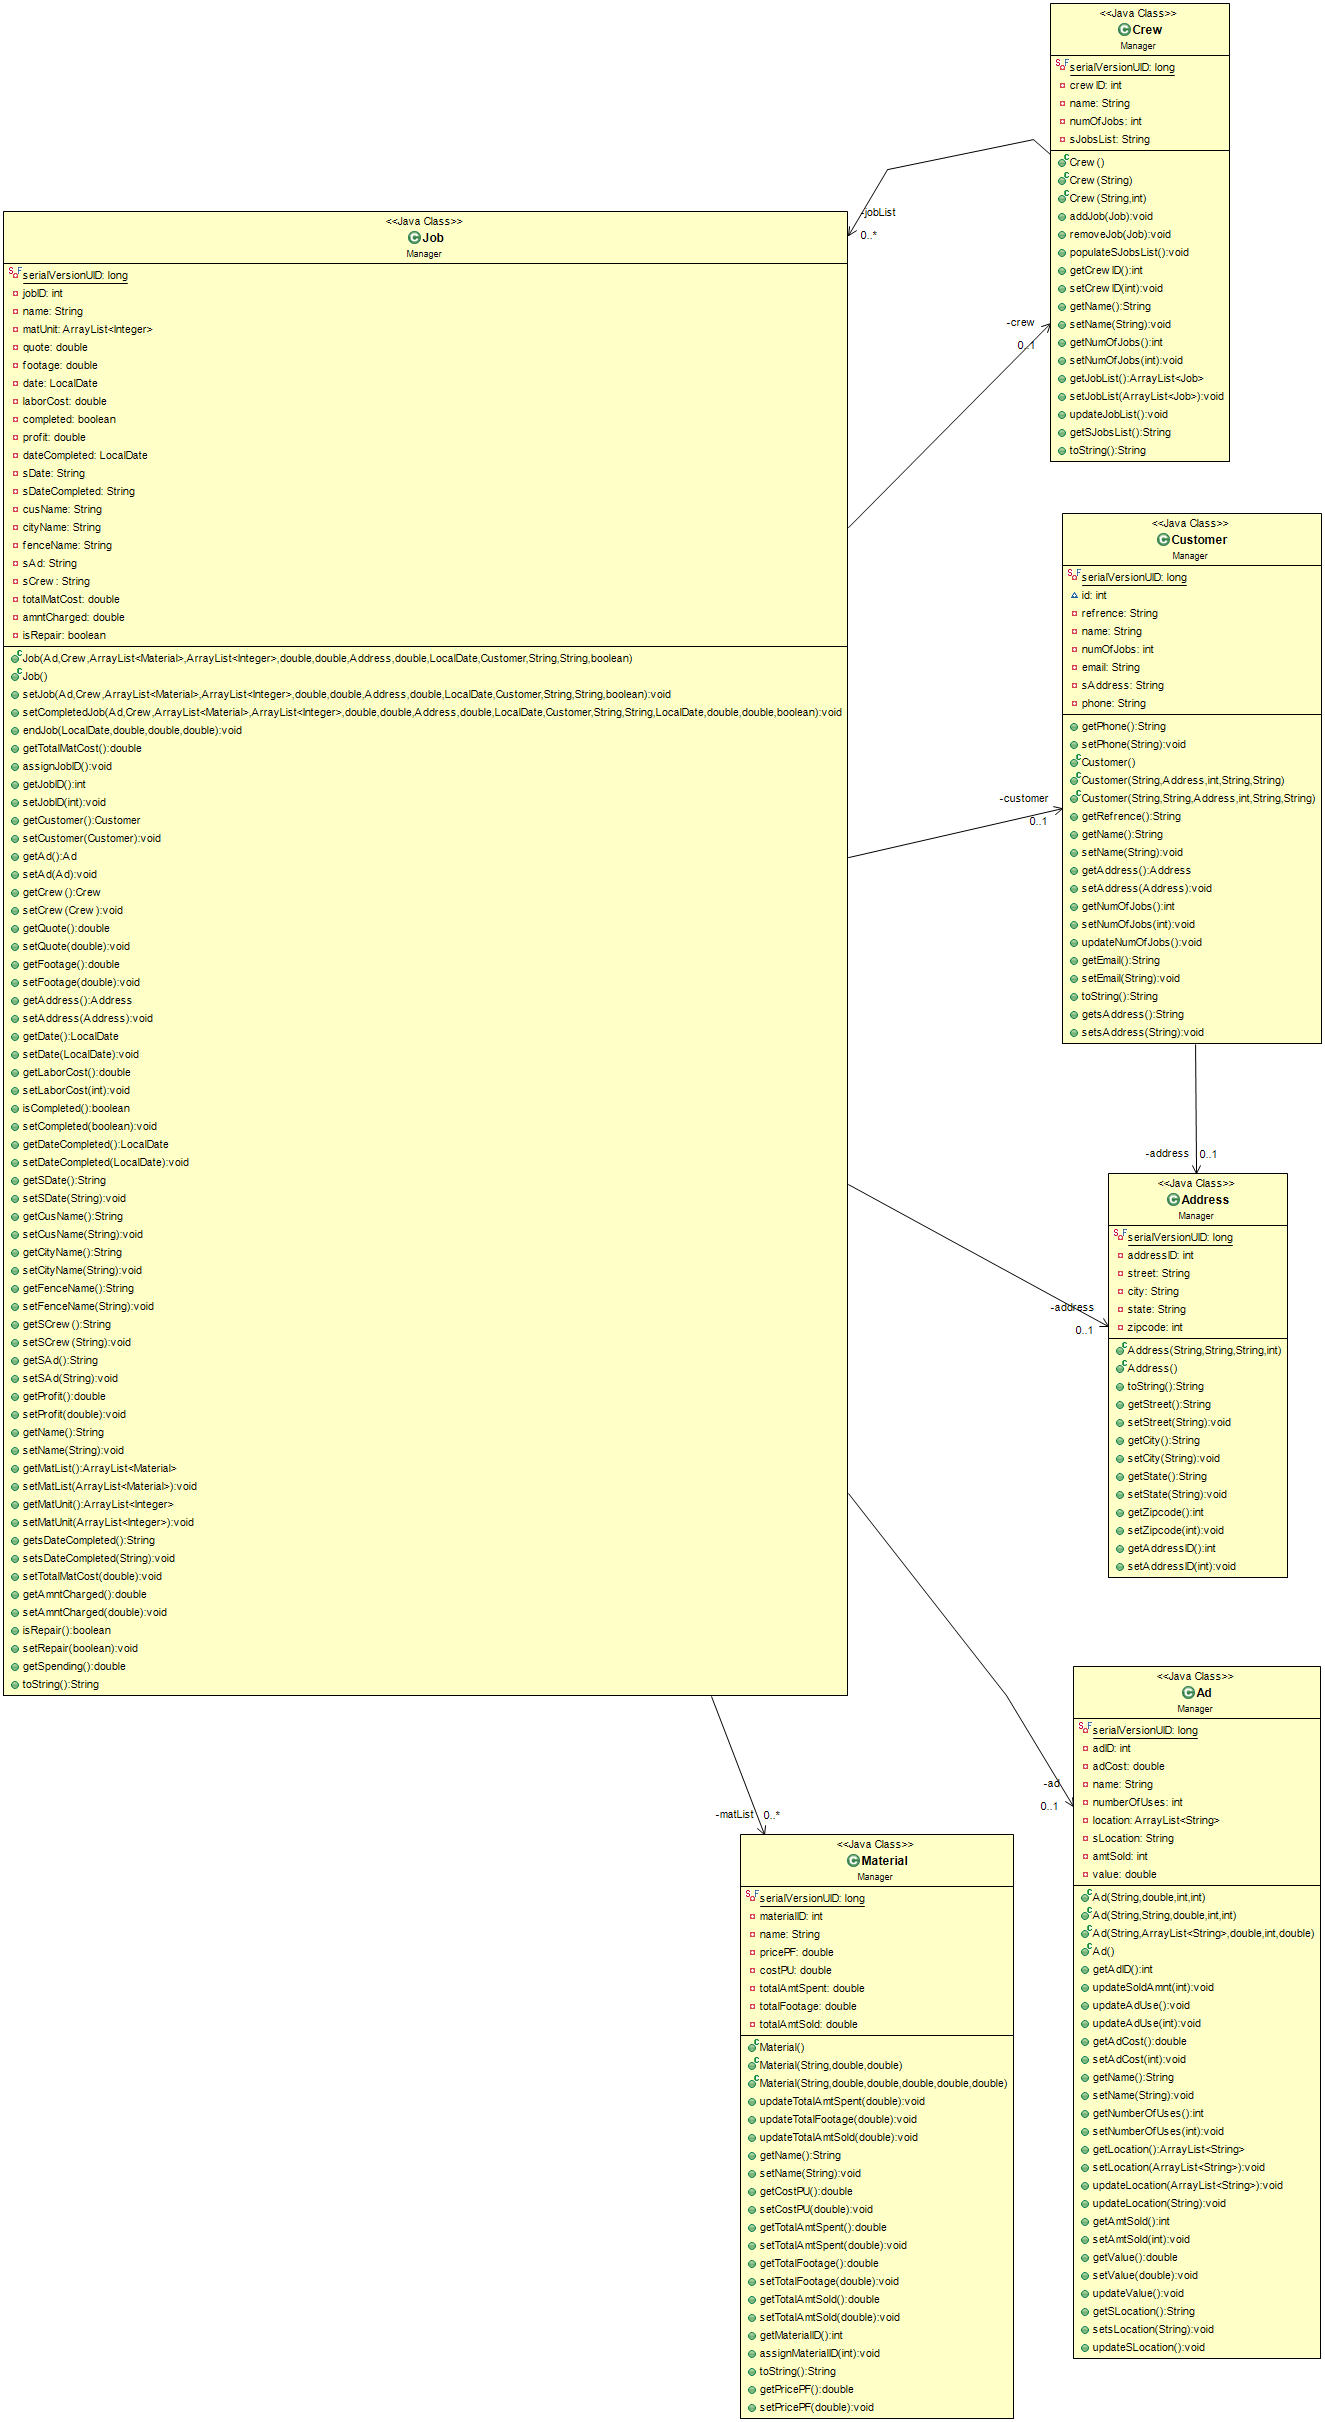 <<Java Class>>
Crew
Manager
serialVersionUID: long
crewID: int
name: String
numOfJobs: int
sJobsList: String
Crew()
Crew(String)
Crew(String,int)
addJob(Job):void
removeJob(Job):void
populateSJobsList():void
getCrewID():int
setCrewID(int):void
getName():String
setName(String):void
getNumOfJobs():int
setNumOfJobs(int):void
getJobList():ArrayList<Job>
setJobList(ArrayList<Job>):void
updateJobList():void
getSJobsList():String
toString():String
-jobList
0..*
-crew
0..1
<<Java Class>>
Job
Manager
serialVersionUID: long
jobID: int
name: String
matUnit: ArrayList<Integer>
quote: double
footage: double
date: LocalDate
laborCost: double
completed: boolean
profit: double
dateCompleted: LocalDate
sDate: String
sDateCompleted: String
cusName: String
cityName: String
fenceName: String
sAd: String
sCrew: String
totalMatCost: double
amntCharged: double
isRepair: boolean
Job(Ad,Crew,ArrayList<Material>,ArrayList<Integer>,double,double,Address,double,LocalDate,Customer,String,String,boolean)
Job()
setJob(Ad,Crew,ArrayList<Material>,ArrayList<Integer>,double,double,Address,double,LocalDate,Customer,String,String,boolean):void
setCompletedJob(Ad,Crew,ArrayList<Material>,ArrayList<Integer>,double,double,Address,double,LocalDate,Customer,String,String,LocalDate,double,double,boolean):void
endJob(LocalDate,double,double,double):void
getTotalMatCost():double
assignJobID():void
getJobID():int
setJobID(int):void
getCustomer():Customer
setCustomer(Customer):void
getAd():Ad
setAd(Ad):void
getCrew():Crew
setCrew(Crew):void
getQuote():double
setQuote(double):void
getFootage():double
setFootage(double):void
getAddress():Address
setAddress(Address):void
getDate():LocalDate
setDate(LocalDate):void
getLaborCost():double
setLaborCost(int):void
isCompleted():boolean
setCompleted(boolean):void
getDateCompleted():LocalDate
setDateCompleted(LocalDate):void
getSDate():String
setSDate(String):void
getCusName():String
setCusName(String):void
getCityName():String
setCityName(String):void
getFenceName():String
setFenceName(String):void
getSCrew():String
setSCrew(String):void
getSAd():String
setSAd(String):void
getProfit():double
setProfit(double):void
getName():String
setName(String):void
getMatList():ArrayList<Material>
setMatList(ArrayList<Material>):void
getMatUnit():ArrayList<Integer>
setMatUnit(ArrayList<Integer>):void
getsDateCompleted():String
setsDateCompleted(String):void
setTotalMatCost(double):void
getAmntCharged():double
setAmntCharged(double):void
isRepair():boolean
setRepair(boolean):void
getSpending():double
toString():String
-customer
0..1
<<Java Class>>
Customer
Manager
serialVersionUID: long
id: int
refrence: String
name: String
numOfJobs: int
email: String
sAddress: String
phone: String
getPhone():String
setPhone(String):void
Customer()
Customer(String,Address,int,String,String)
Customer(String,String,Address,int,String,String)
getRefrence():String
getName():String
setName(String):void
getAddress():Address
setAddress(Address):void
getNumOfJobs():int
setNumOfJobs(int):void
updateNumOfJobs():void
getEmail():String
setEmail(String):void
toString():String
getsAddress():String
setsAddress(String):void
-address 0..1
-address
0..1
<<Java Class>>
Address
Manager
serialVersionUID: long
addressID: int
street: String
city: String
state: String
zipcode: int
Address(String,String,String,int)
Address()
toString():String
getStreet():String
setStreet(String):void
getCity():String
setCity(String):void
getState():String
setState(String):void
getZipcode():int
setZipcode(int):void
getAddressID():int
setAddressID(int):void
-ad
0..1
<<Java Class>>
Ad
Manager
serialVersionUID: long
adID: int
adCost: double
name: String
numberOfUses: int
location: ArrayList<String>
sLocation: String
amtSold: int
value: double
Ad(String,double,int,int)
Ad(String,String,double,int,int)
Ad(String,ArrayList<String>,double,int,double)
Ad()
getAdID():int
updateSoldAmnt(int):void
updateAdUse():void
updateAdUse(int):void
getAdCost():double
setAdCost(int):void
getName():String
setName(String):void
getNumberOfUses():int
setNumberOfUses(int):void
getLocation():ArrayList<String>
setLocation(ArrayList<String>):void
updateLocation(ArrayList<String>):void
updateLocation(String):void
getAmtSold():int
setAmtSold(int):void
getValue():double
setValue(double):void
updateValue():void
getSLocation():String
setsLocation(String):void
updateSLocation():void
-matList 0..*
<<Java Class>>
Material
Manager
serialVersionUID: long
materialID: int
name: String
pricePF: double
costPU: double
totalAmtSpent: double
totalFootage: double
totalAmtSold: double
Material()
Material(String,double,double)
Material(String,double,double,double,double,double)
updateTotalAmtSpent(double):void
updateTotalFootage(double):void
updateTotalAmtSold(double):void
getName():String
setName(String):void
getCostPU():double
setCostPU(double):void
getTotalAmtSpent():double
setTotalAmtSpent(double):void
getTotalFootage():double
setTotalFootage(double):void
getTotalAmtSold():double
setTotalAmtSold(double):void
getMaterialID():int
assignMaterialID(int):void
toString():String
getPricePF():double
setPricePF(double):void